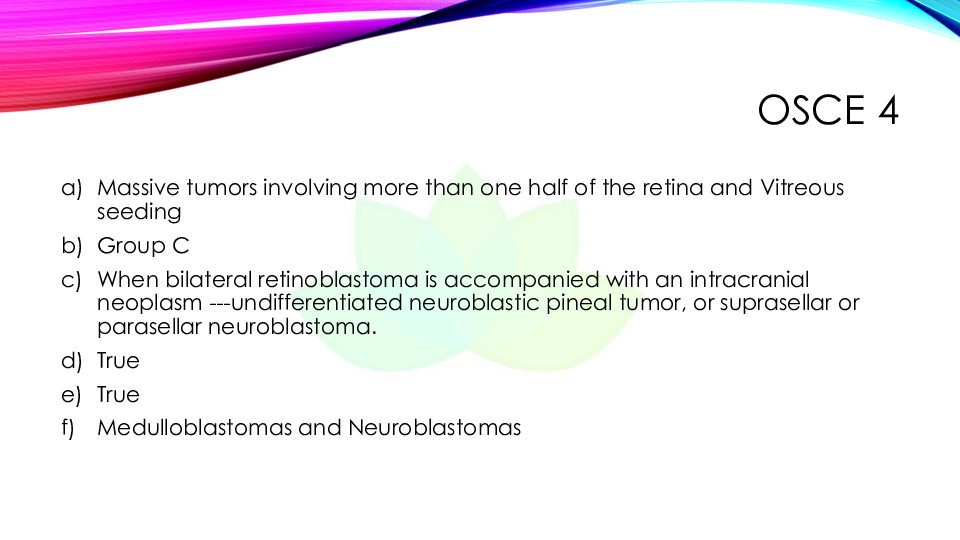 OSCE 4
a) Massive tumors involving more than one half of the retina and Vitreous
seeding
b) Group C
c) When bilateral retinoblastoma is accompanied with an intracranial
neoplasm ---undifferentiated neuroblastic pineal tumor, or suprasellar or
parasellar neuroblastoma.
d) True
e) True
f) Medulloblastomas and Neuroblastomas